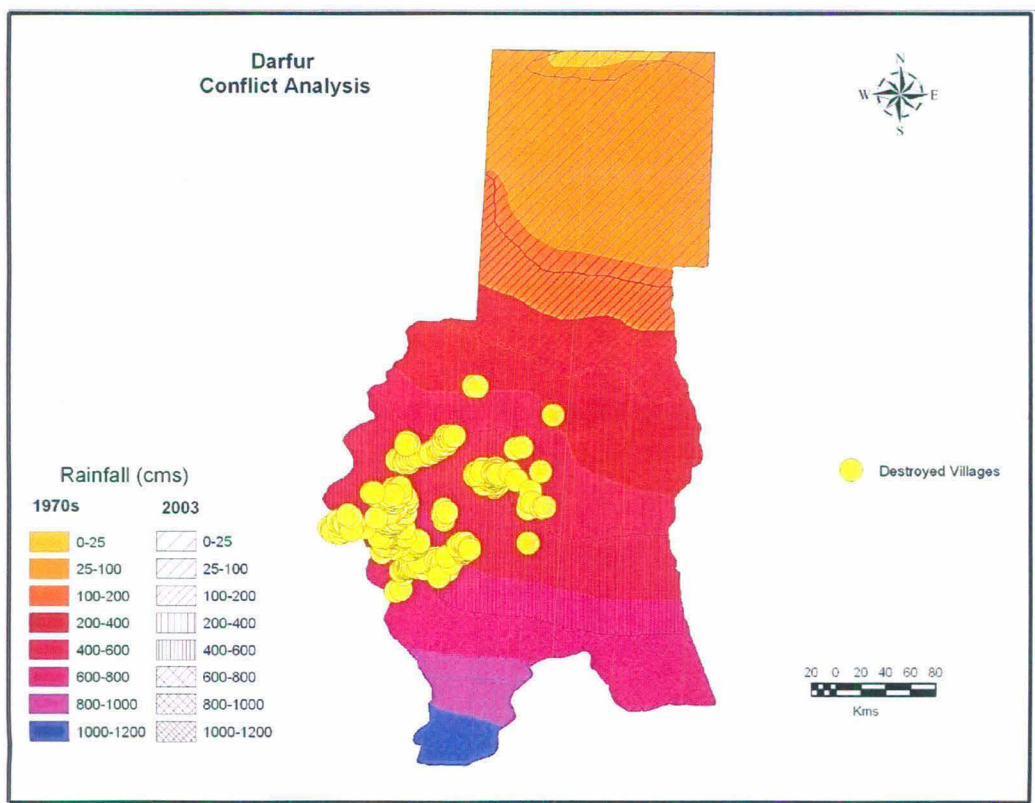 Darfur
Conflict Analysis
N
W E
S
Destroyed Villages
Rainfall (cms)
1970s 2003
0-25 0-25
25-100 25-100
100-200 100-200
200-400 200-400
400-600 400-600
600-800 600-800
800-1000 800-1000
1000-1200 1000-1200
20 0 20 40 60 80
Kms